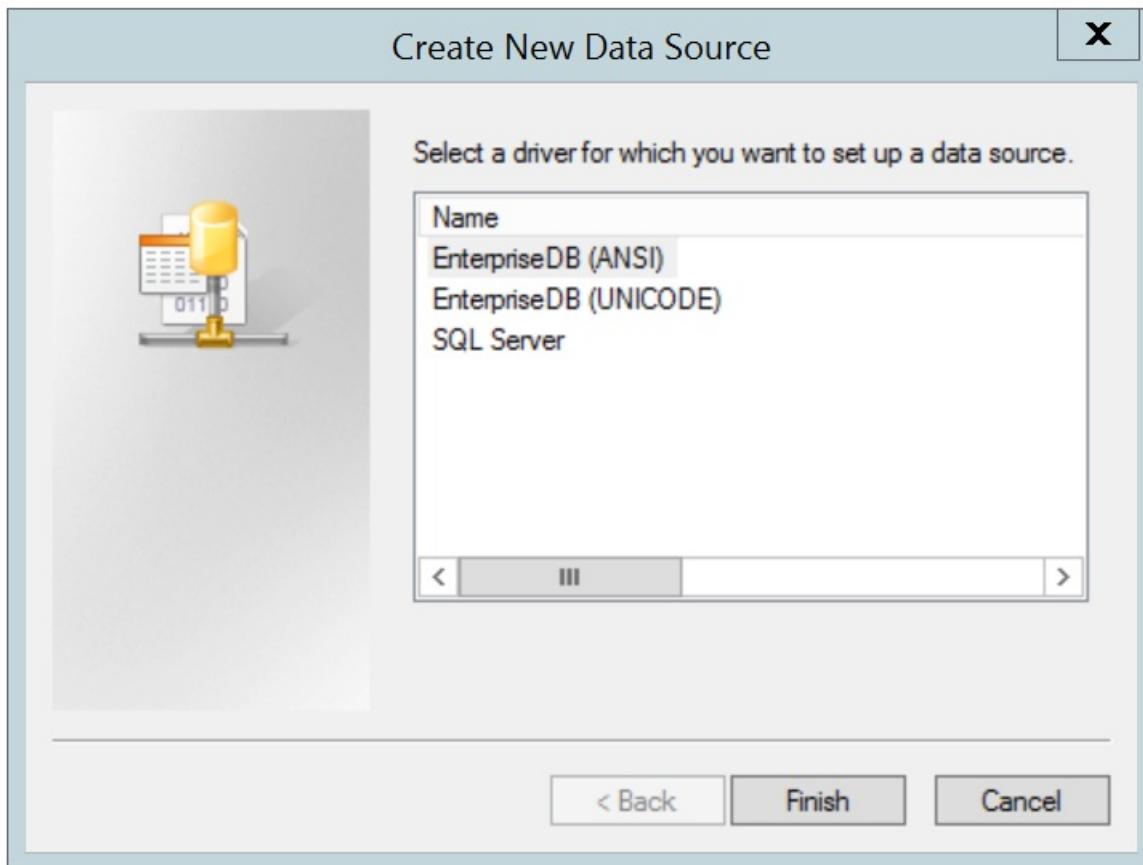 Create New Data Source
X
Select a driver for which you want to set up a data source.
Name
EnterpriseDB (ANSI)
EnterpriseDB (UNICODE)
SQL Server
< Back
Finish
Cancel